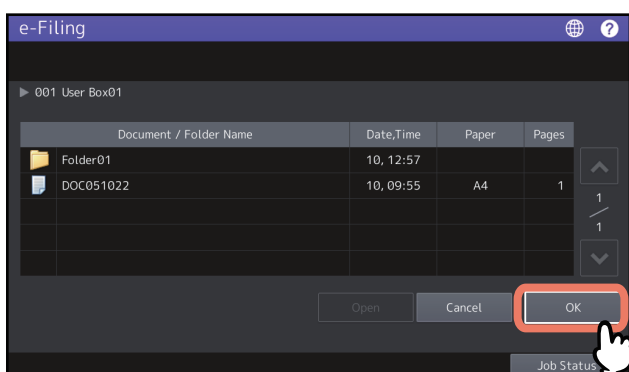 e-Filing
?
▶ 001 User Box01
Document / Folder Name Date,Time Paper Pages
Folder01 10, 12:57
DOC051022 10, 09:55 A4 1
1
/
1
Open Cancel OK
Job Status